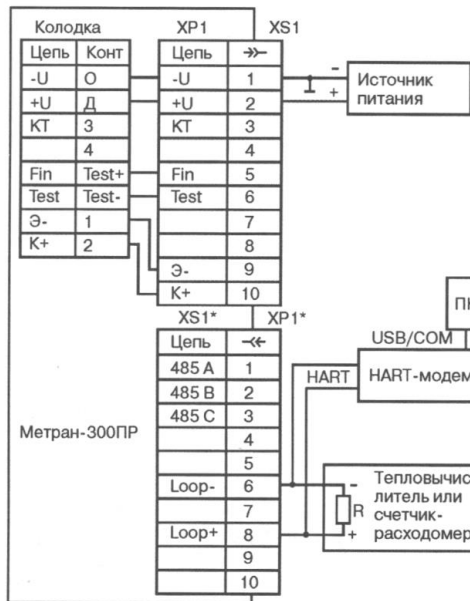 Колодка XP1 XS1
Цепь Конт Цепь
-U О -U 1 -
+U Д +U 2 + Источник питания
КТ 3 КТ 3
4 4
Fin Test+ Fin 5
Test Test- Test 6
Э- 1 7
К+ 2 8
Э- 9
К+ 10
XS1* XP1*
Цепь
485 A 1
485 B 2
485 C 3
4
5
Loop- 6
7
Loop+ 8
9
10
Метран-300ПР
USB/COM
HART HART-модем
- Тепловычис
R литель или
счетчик-
+ расходомер